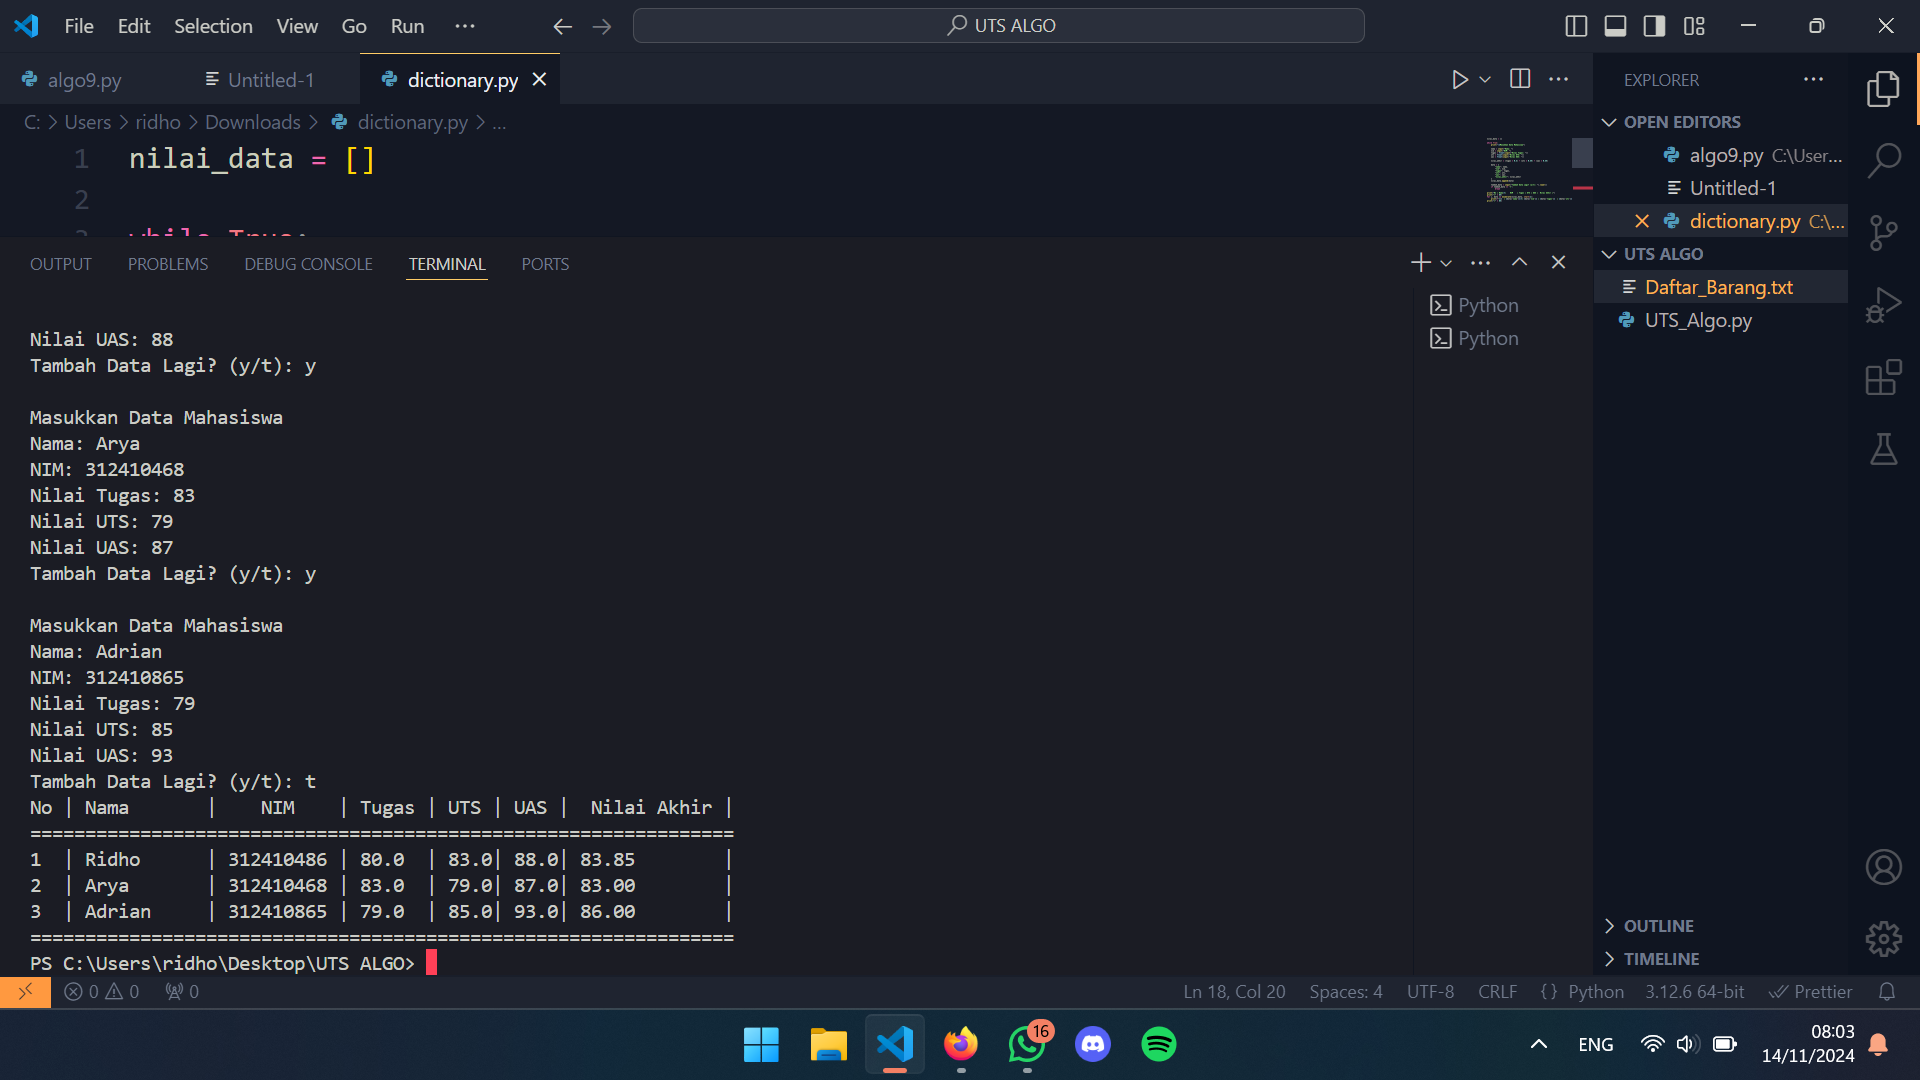 File Edit Selection View Go Run ··· UTS ALGO
algo9.py Untitled-1 dictionary.py
C: > Users > ridho > Downloads > dictionary.py > ...
1 nilai_data = []
2
3 while True:
OUTPUT PROBLEMS DEBUG CONSOLE TERMINAL PORTS
Nilai UAS: 88
Tambah Data Lagi? (y/t): y
Masukkan Data Mahasiswa
Nama: Arya
NIM: 312410468
Nilai Tugas: 83
Nilai UTS: 79
Nilai UAS: 87
Tambah Data Lagi? (y/t): y
Masukkan Data Mahasiswa
Nama: Adrian
NIM: 312410865
Nilai Tugas: 79
Nilai UTS: 85
Nilai UAS: 93
Tambah Data Lagi? (y/t): t
No | Nama       |    NIM    | Tugas | UTS | UAS |  Nilai Akhir |
================================================================
1  | Ridho      | 312410486 | 80.0  | 83.0| 88.0| 83.85        |
2  | Arya       | 312410468 | 83.0  | 79.0| 87.0| 83.00        |
3  | Adrian     | 312410865 | 79.0  | 85.0| 93.0| 86.00        |
================================================================
PS C:\Users\ridho\Desktop\UTS ALGO>
Python
Python
EXPLORER
OPEN EDITORS
algo9.py C:\User...
Untitled-1
dictionary.py C:\...
UTS ALGO
Daftar_Barang.txt
UTS_Algo.py
OUTLINE
TIMELINE
0 0 0 Ln 18, Col 20 Spaces: 4 UTF-8 CRLF {} Python 3.12.6 64-bit Prettier
16
ENG
08:03
14/11/2024